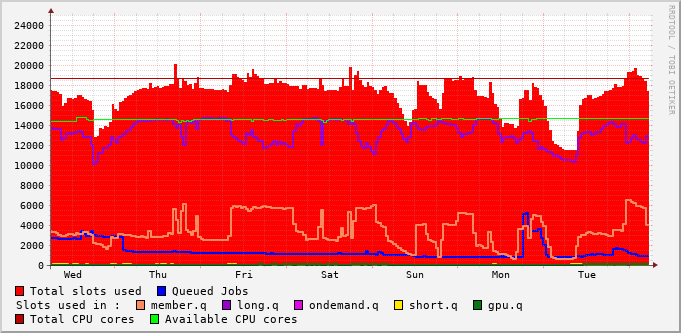 RRDTOOL / TOBI OETIKER
24000
22000
20000
18000
16000
14000
12000
10000
8000
6000
4000
2000
0
Wed Thu Fri Sat Sun Mon Tue
Total slots used Queued Jobs
Slots used in : member.q long.q ondemand.q short.q gpu.q
Total CPU cores Available CPU cores